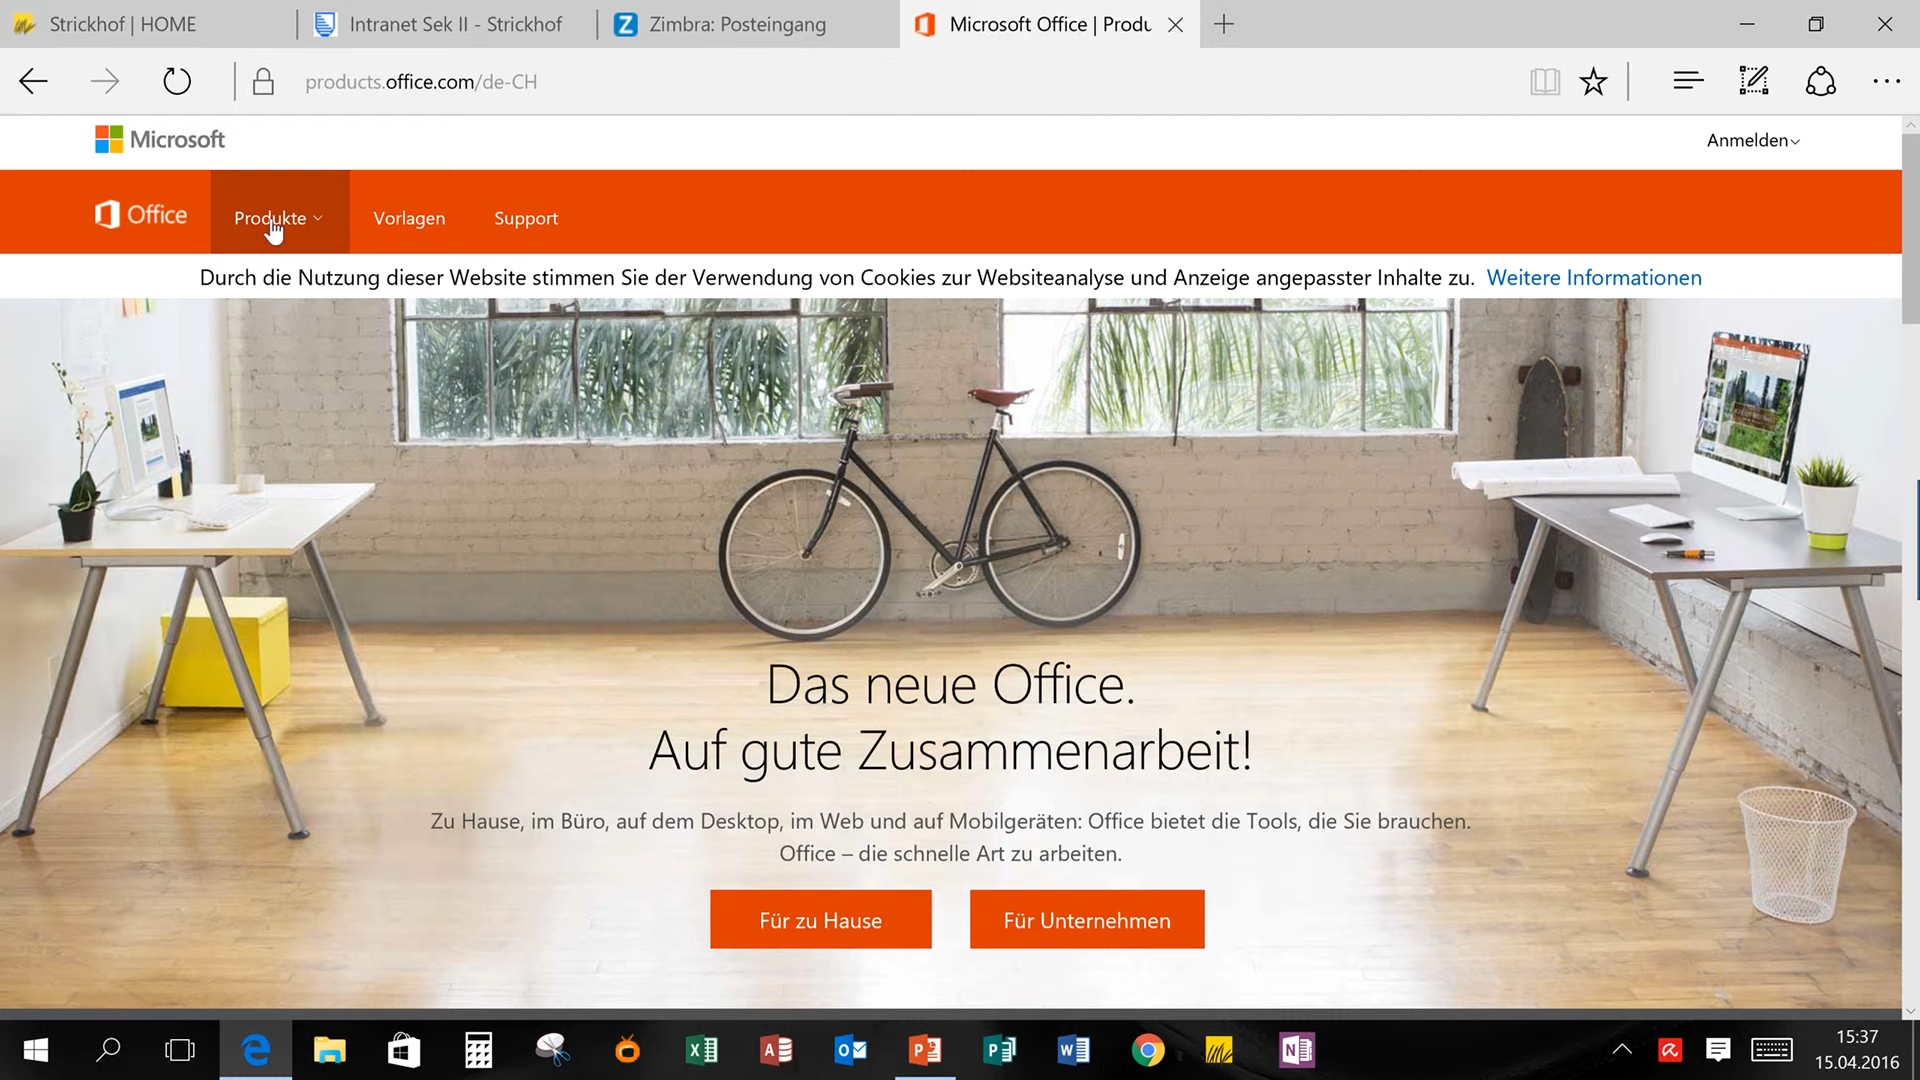 Strickhof | HOME
Intranet Sek II - Strickhof
Zimbra: Posteingang
Microsoft Office | Produ
products.office.com/de-CH
Microsoft
Anmelden
Office
Produkte
Vorlagen
Support
Durch die Nutzung dieser Website stimmen Sie der Verwendung von Cookies zur Websiteanalyse und Anzeige angepasster Inhalte zu. Weitere Informationen
Das neue Office.
Auf gute Zusammenarbeit!
Zu Hause, im Büro, auf dem Desktop, im Web und auf Mobilgeräten: Office bietet die Tools, die Sie brauchen.
Office – die schnelle Art zu arbeiten.
Für zu Hause
Für Unternehmen
15:37
15.04.2016